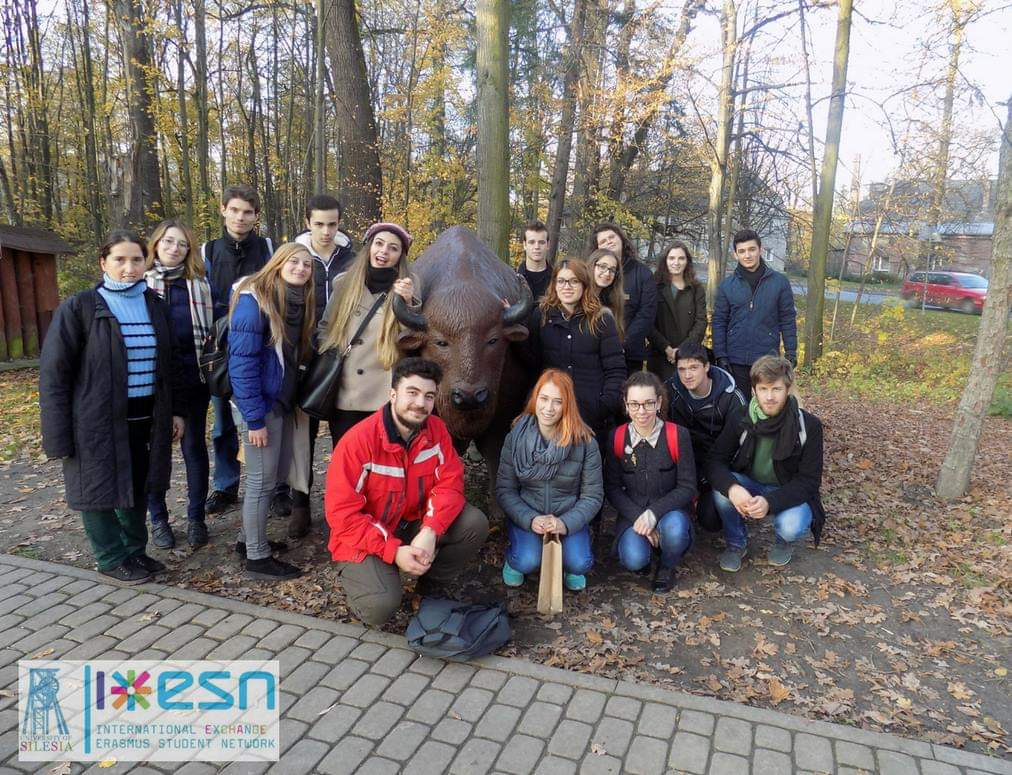 UNIVERSITY OF
SILESIA
esn
INTERNATIONAL EXCHANGE
ERASMUS STUDENT NETWORK